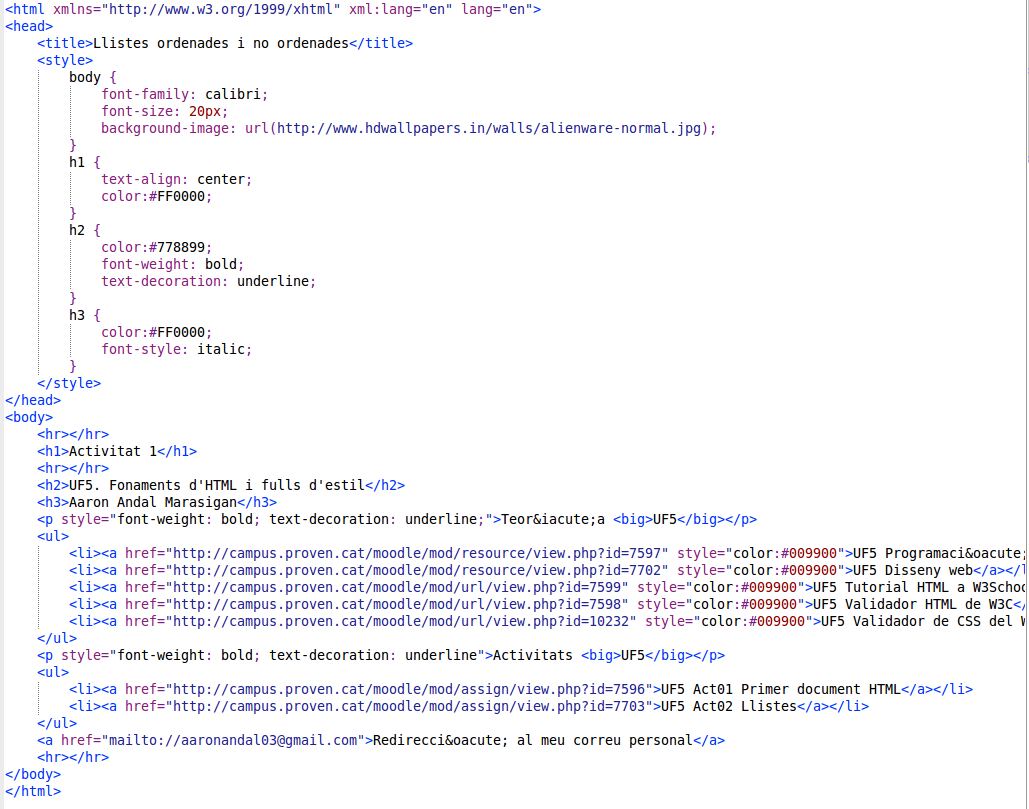 <html xmlns="http://www.w3.org/1999/xhtml" xml:lang="en" lang="en">
<head>
    <title>Llistes ordenades i no ordenades</title>
    <style>
        body {
            font-family: calibri;
            font-size: 20px;
            background-image: url(http://www.hdwallpapers.in/walls/alienware-normal.jpg);
        }
        h1 {
            text-align: center;
            color:#FF0000;
        }
        h2 {
            color:#778899;
            font-weight: bold;
            text-decoration: underline;
        }
        h3 {
            color:#FF0000;
            font-style: italic;
        }
    </style>
</head>
<body>
    <hr></hr>
    <h1>Activitat 1</h1>
    <hr></hr>
    <h2>UF5. Fonaments d'HTML i fulls d'estil</h2>
    <h3>Aaron Andal Marasigan</h3>
    <p style="font-weight: bold; text-decoration: underline;">Teor&iacute;a <big>UF5</big></p>
    <ul>
        <li><a href="http://campus.proven.cat/moodle/mod/resource/view.php?id=7597" style="color:#009900">UF5 Programaci&oacute;
        <li><a href="http://campus.proven.cat/moodle/mod/resource/view.php?id=7702" style="color:#009900">UF5 Disseny web</a></l
        <li><a href="http://campus.proven.cat/moodle/mod/url/view.php?id=7599" style="color:#009900">UF5 Tutorial HTML a W3Schoo
        <li><a href="http://campus.proven.cat/moodle/mod/url/view.php?id=7598" style="color:#009900">UF5 Validador HTML de W3C</
        <li><a href="http://campus.proven.cat/moodle/mod/url/view.php?id=10232" style="color:#009900">UF5 Validador de CSS del W
    </ul>
    <p style="font-weight: bold; text-decoration: underline">Activitats <big>UF5</big></p>
    <ul>
        <li><a href="http://campus.proven.cat/moodle/mod/assign/view.php?id=7596">UF5 Act01 Primer document HTML</a></li>
        <li><a href="http://campus.proven.cat/moodle/mod/assign/view.php?id=7703">UF5 Act02 Llistes</a></li>
    </ul>
    <a href="mailto://aaronandal03@gmail.com">Redirecci&oacute; al meu correu personal</a>
    <hr></hr>
</body>
</html>